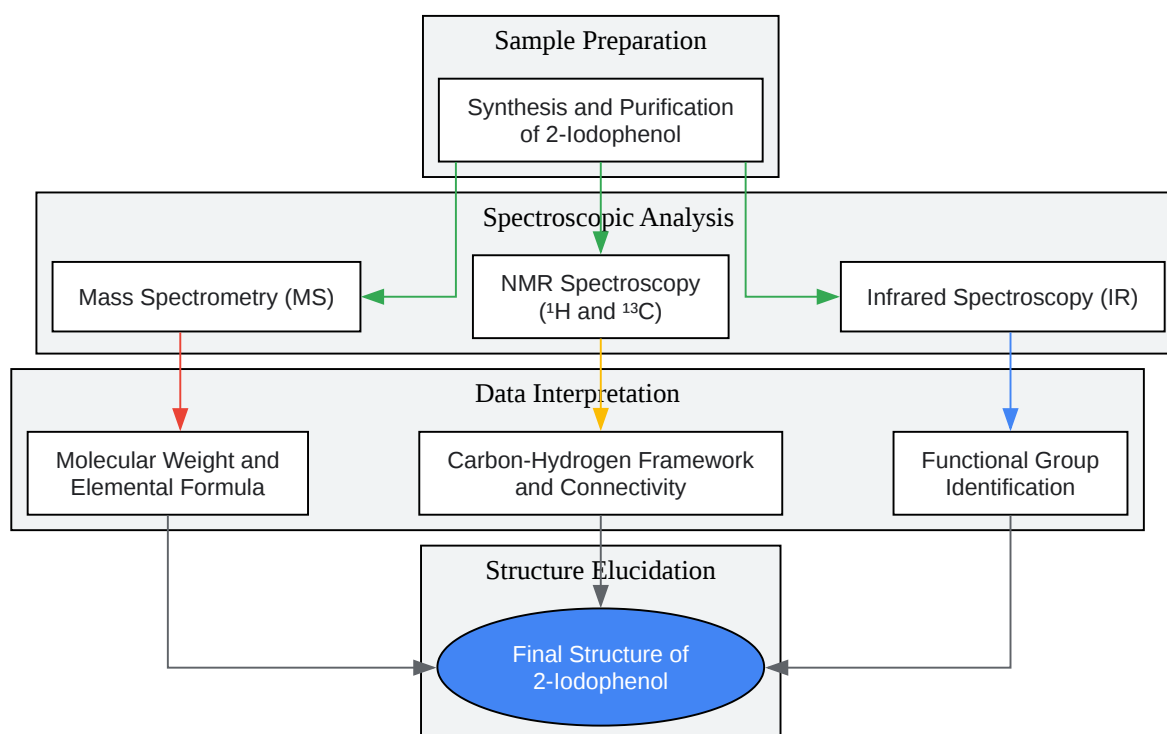 Sample Preparation
Synthesis and Purification
of 2-Iodophenol
Spectroscopic Analysis
Mass Spectrometry (MS)
NMR Spectroscopy
(¹H and ¹³C)
Infrared Spectroscopy (IR)
Data Interpretation
Molecular Weight and
Elemental Formula
Carbon-Hydrogen Framework
and Connectivity
Functional Group
Identification
Structure Elucidation
Final Structure of
2-Iodophenol